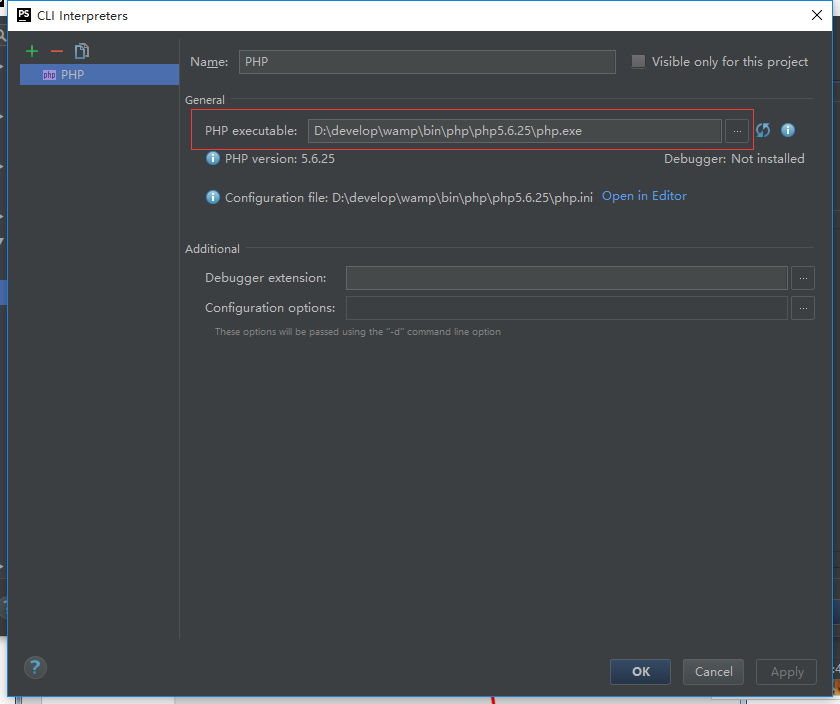 PS CLI Interpreters
php PHP
Name: PHP
Visible only for this project
General
PHP executable: D:\develop\wamp\bin\php\php5.6.25\php.exe ...
PHP version: 5.6.25
Debugger: Not installed
Configuration file: D:\develop\wamp\bin\php\php5.6.25\php.ini Open in Editor
Additional
Debugger extension: ...
Configuration options: ...
These options will be passed using the "-d" command line option
?
OK Cancel Apply